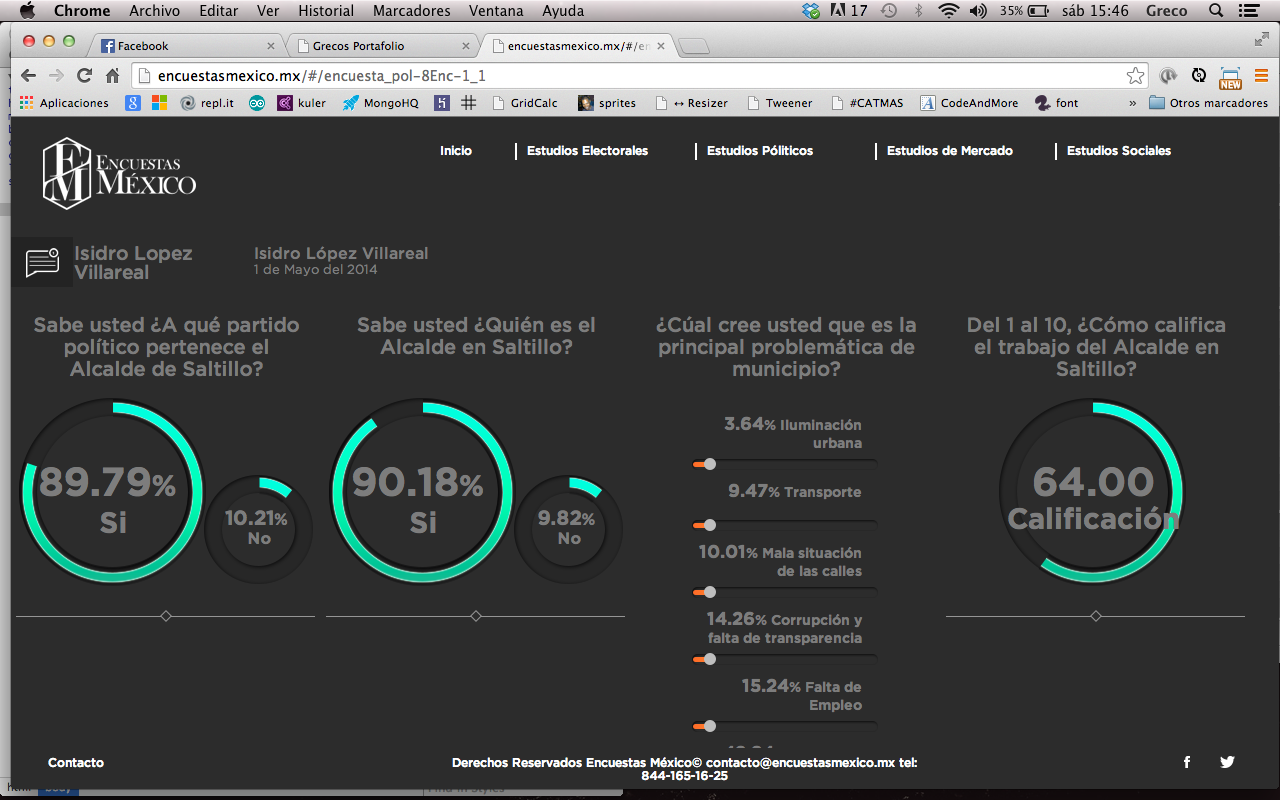 Chrome Archivo Editar Ver Historial Marcadores Ventana Ayuda 17 35% sáb 15:46 Greco
Facebook Grecos Portafolio encuestasmexico.mx/#/en
encuestasmexico.mx/#/encuesta_pol-8Enc-1_1
NEW
Aplicaciones repl.it kuler MongoHQ GridCalc sprites ↔ Resizer Tweener #CATMAS CodeAndMore font » Otros marcadores
ENCUESTAS
MÉXICO
Inicio Estudios Electorales Estudios Póliticos Estudios de Mercado Estudios Sociales
Isidro Lopez
Villareal
Isidro López Villareal
1 de Mayo del 2014
Sabe usted ¿A qué partido
político pertenece el
Alcalde de Saltillo?
89.79%
Si
10.21%
No
Sabe usted ¿Quién es el
Alcalde en Saltillo?
90.18%
Si
9.82%
No
¿Cúal cree usted que es la
principal problemática de
municipio?
3.64% Iluminación
urbana
9.47% Transporte
10.01% Mala situación
de las calles
14.26% Corrupción y
falta de transparencia
15.24% Falta de
Empleo
Del 1 al 10, ¿Cómo califica
el trabajo del Alcalde en
Saltillo?
64.00
Calificación
Contacto
Derechos Reservados Encuestas México© contacto@encuestasmexico.mx tel:
844-165-16-25